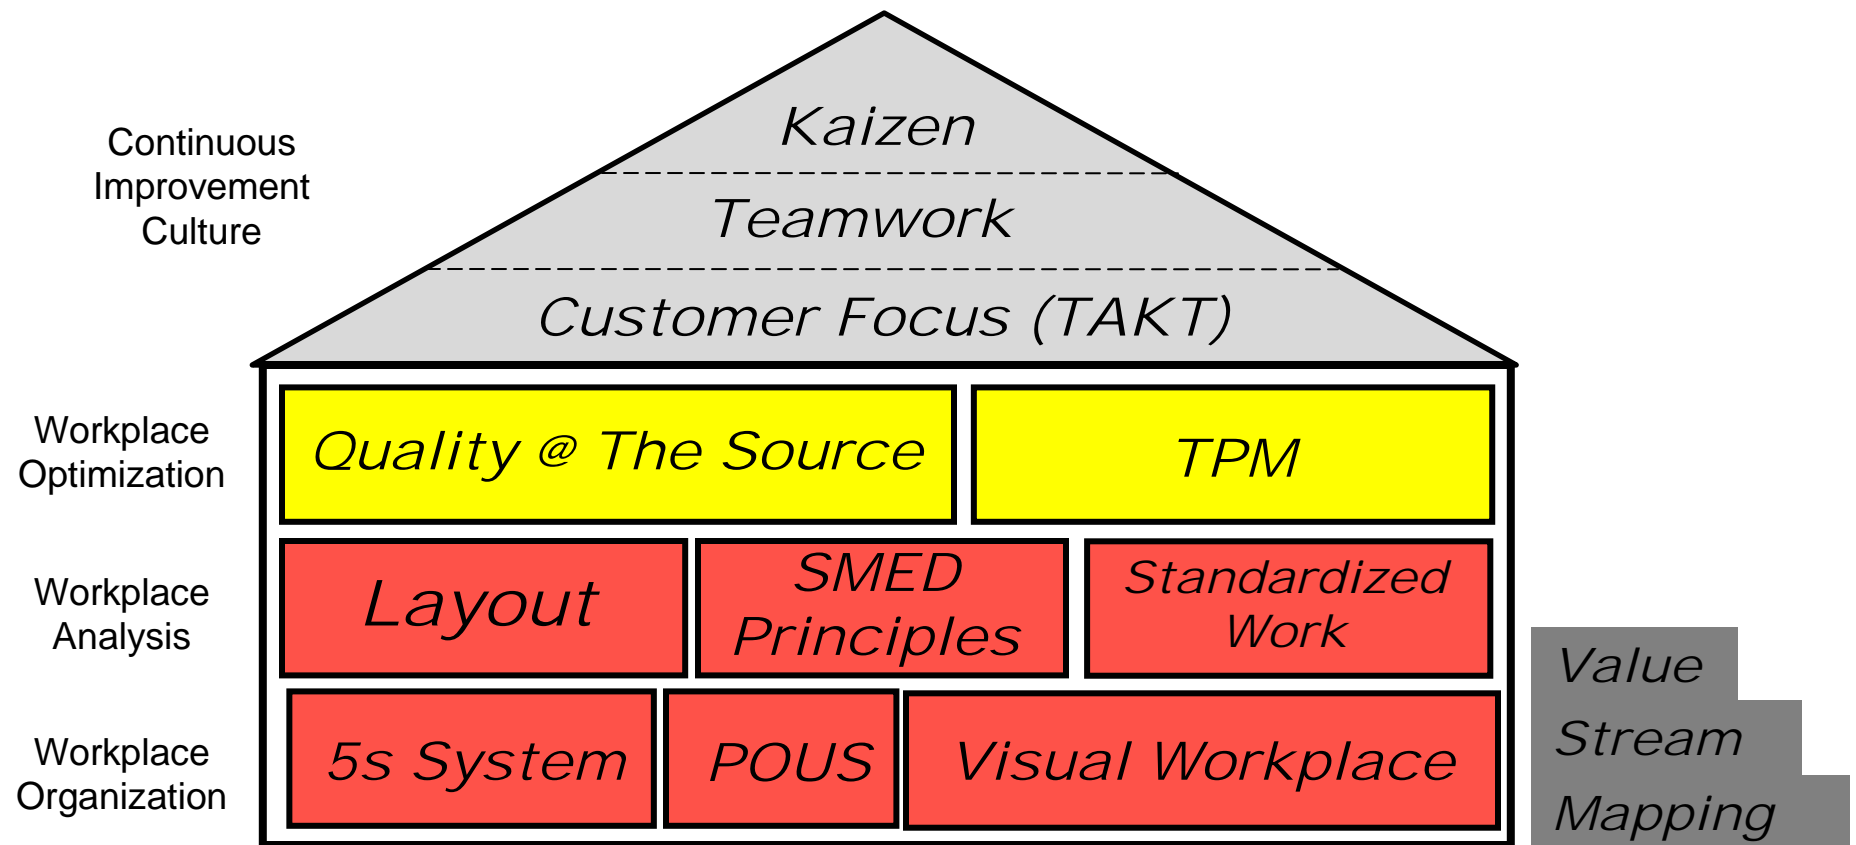 Kaizen
Continuous
Improvement
Culture
Teamwork
Customer Focus (TAKT)
Workplace
Optimization
Quality @ The Source
TPM
Workplace
Analysis
Layout
SMED
Principles
Standardized
Work
Workplace
Organization
5s System
POUS
Visual Workplace
Value
Stream
Mapping